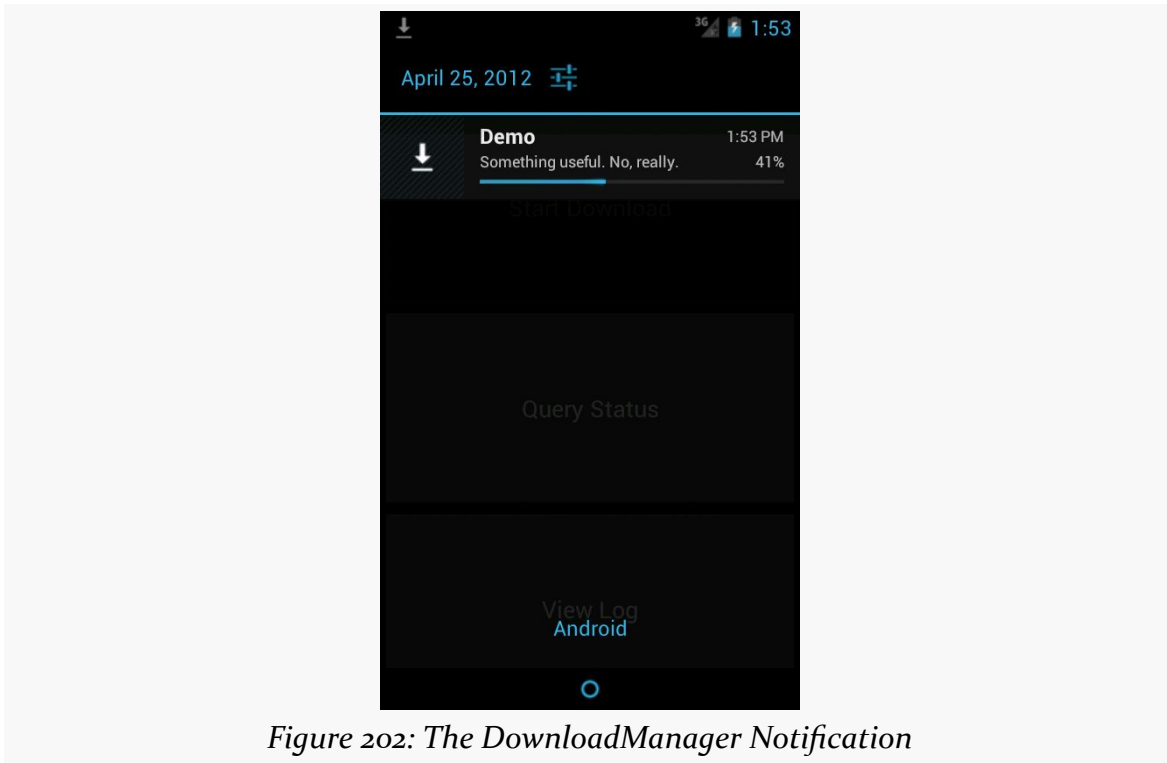 3G 1:53
April 25, 2012
Demo 1:53 PM
Something useful. No, really. 41%
Start Download
Query Status
View Log
Android
Figure 202: The DownloadManager Notification